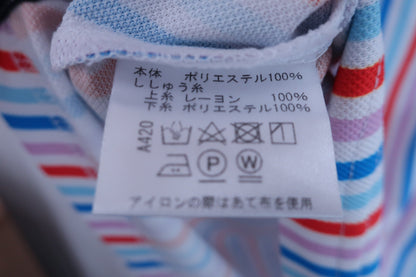 本体 ポリエステル100%
ししゅう糸
上糸 レーヨン 100%
下糸 ポリエステル100%
A420
P W
アイロンの際はあて布を使用